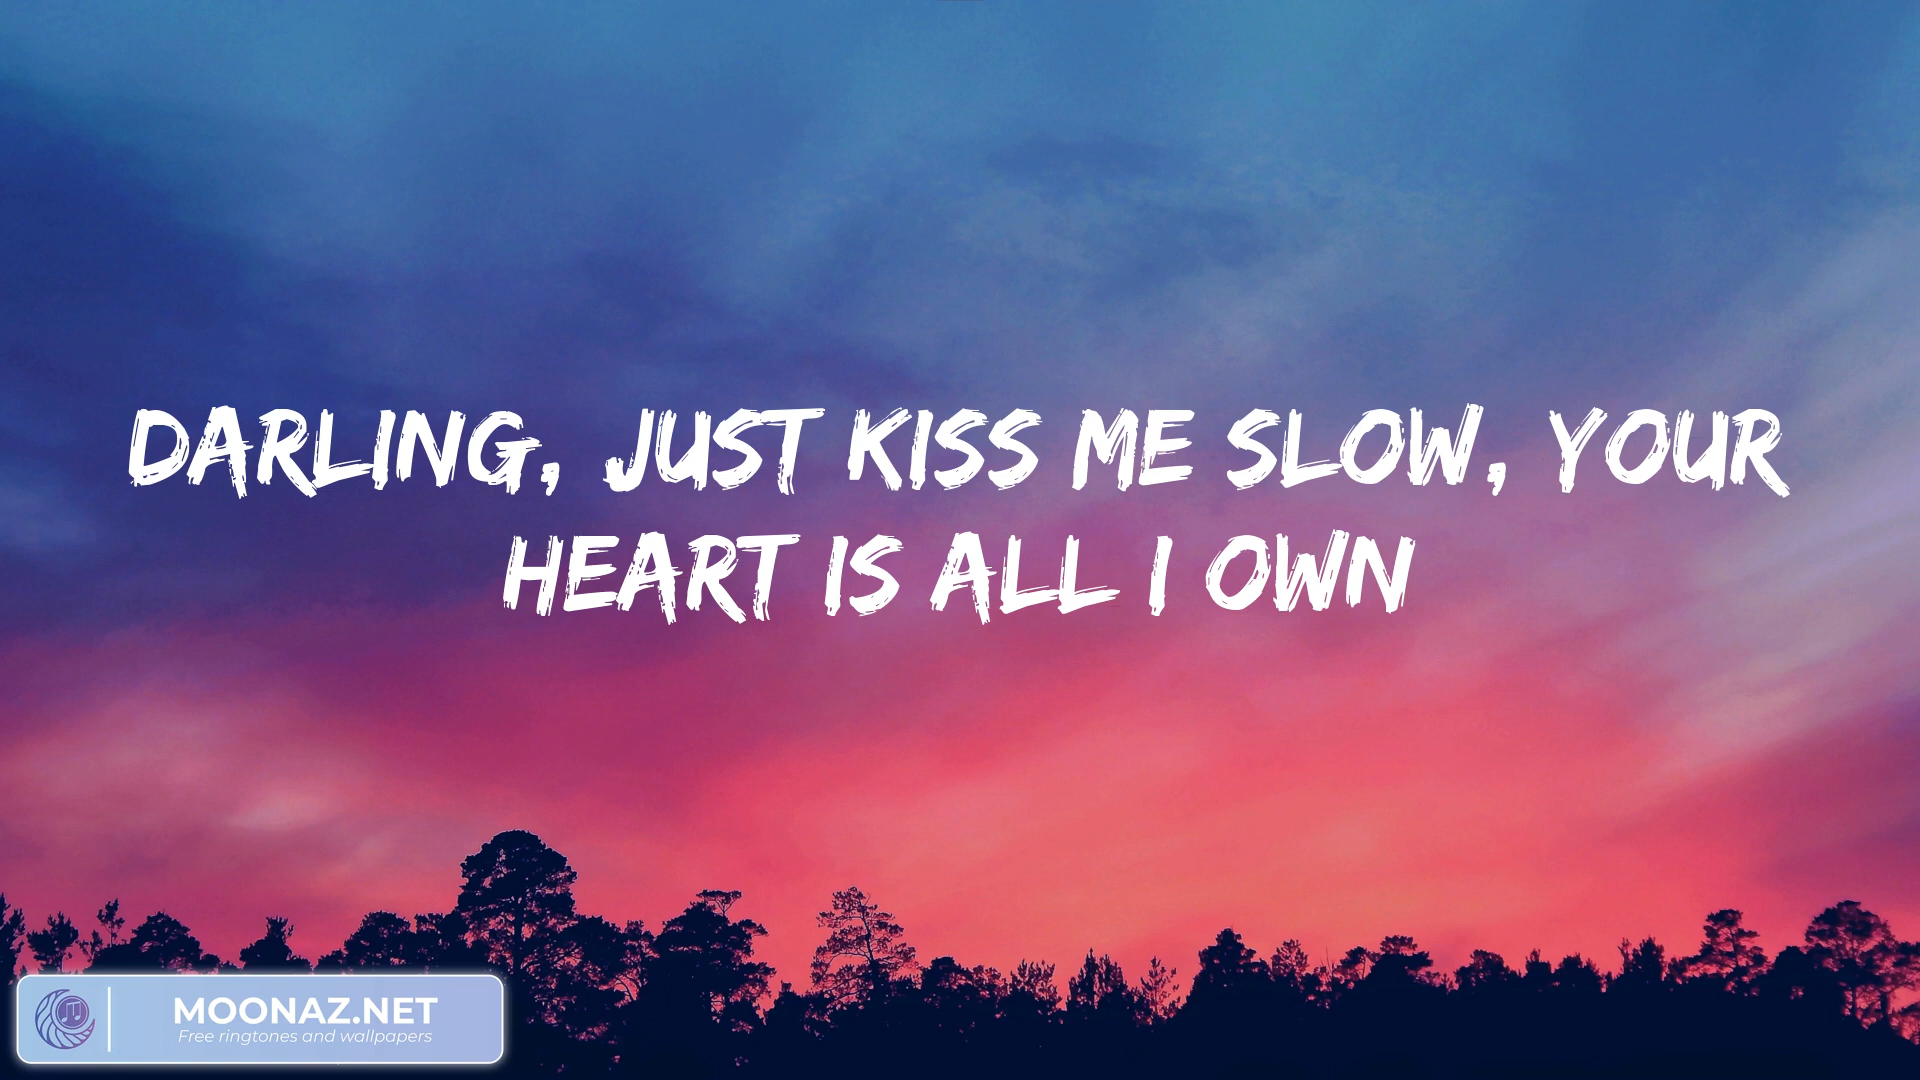 DARLING, JUST KISS ME SLOW, YOUR
HEART IS ALL I OWN
MOONAZ.NET
Free ringtones and wallpapers